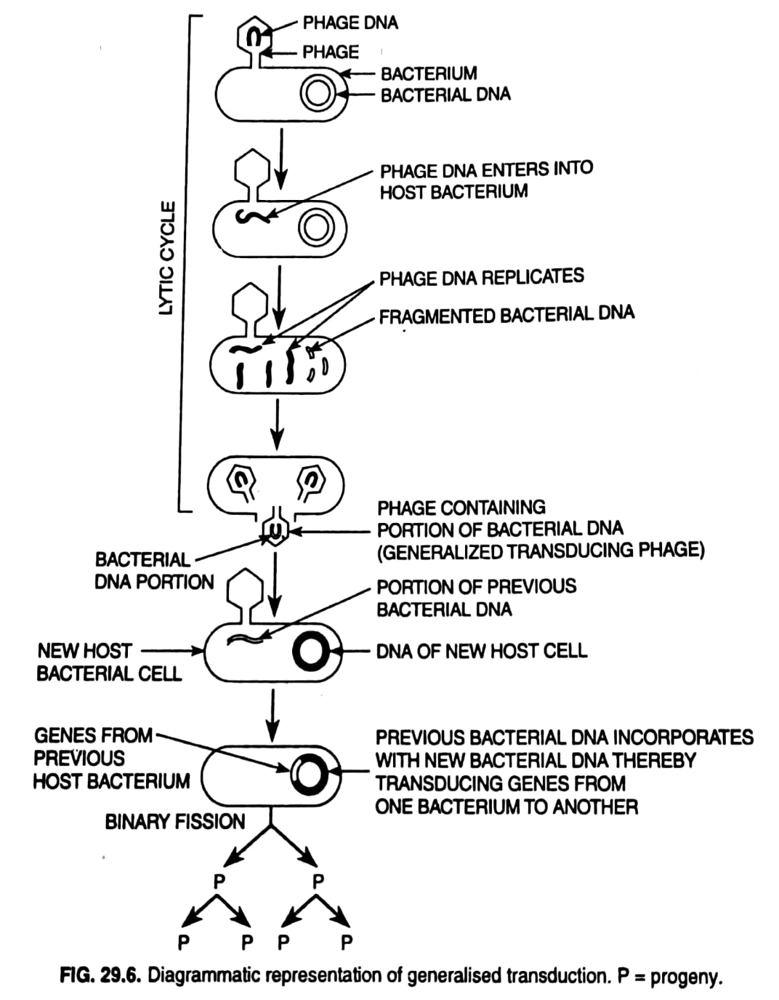 PHAGE DNA
PHAGE
BACTERIUM
BACTERIAL DNA
PHAGE DNA ENTERS INTO
HOST BACTERIUM
LYTIC CYCLE
PHAGE DNA REPLICATES
FRAGMENTED BACTERIAL DNA
PHAGE CONTAINING
PORTION OF BACTERIAL DNA
(GENERALIZED TRANSDUCING PHAGE)
BACTERIAL
DNA PORTION
PORTION OF PREVIOUS
BACTERIAL DNA
NEW HOST
BACTERIAL CELL
DNA OF NEW HOST CELL
GENES FROM
PREVIOUS
HOST BACTERIUM
PREVIOUS BACTERIAL DNA INCORPORATES
WITH NEW BACTERIAL DNA THEREBY
TRANSDUCING GENES FROM
ONE BACTERIUM TO ANOTHER
BINARY FISSION
P P
P P P P
FIG. 29.6. Diagrammatic representation of generalised transduction. P = progeny.